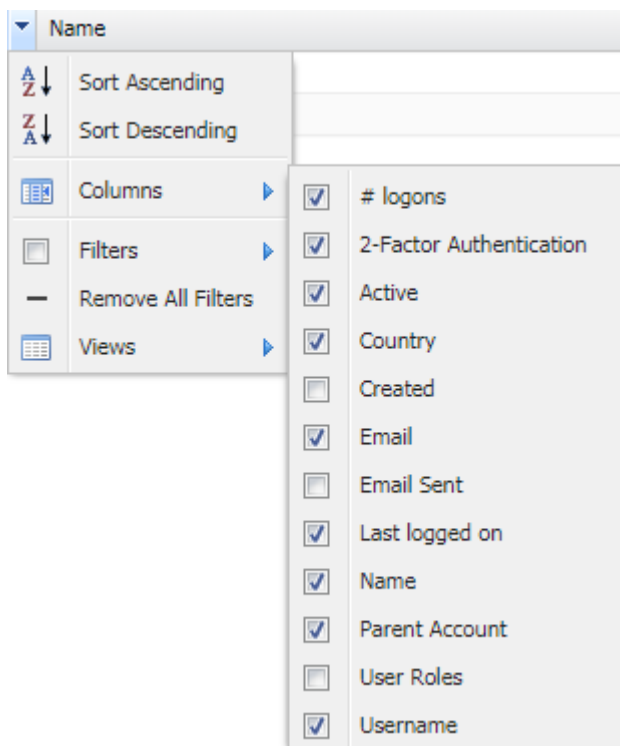 Name
Sort Ascending
Sort Descending
Columns
Filters
Remove All Filters
Views
# logons
2-Factor Authentication
Active
Country
Created
Email
Email Sent
Last logged on
Name
Parent Account
User Roles
Username